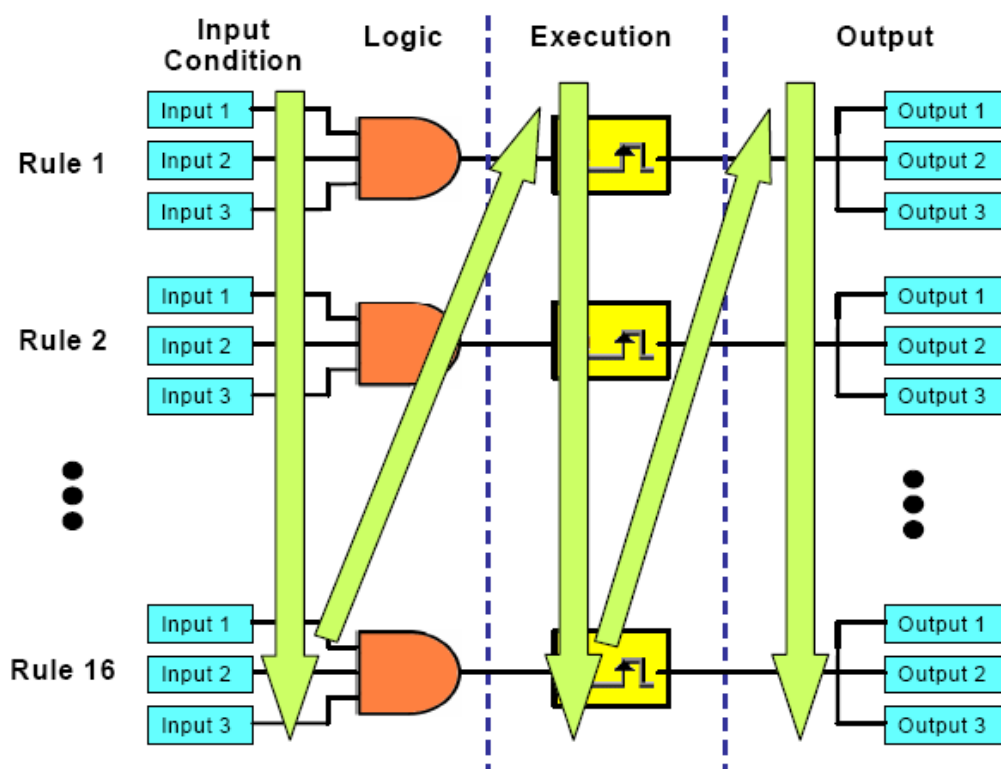 Input
Condition
Logic
Execution
Output
Rule 1
Input 1
Input 2
Input 3
Output 1
Output 2
Output 3
Rule 2
Input 1
Input 2
Input 3
Output 1
Output 2
Output 3
Rule 16
Input 1
Input 2
Input 3
Output 1
Output 2
Output 3